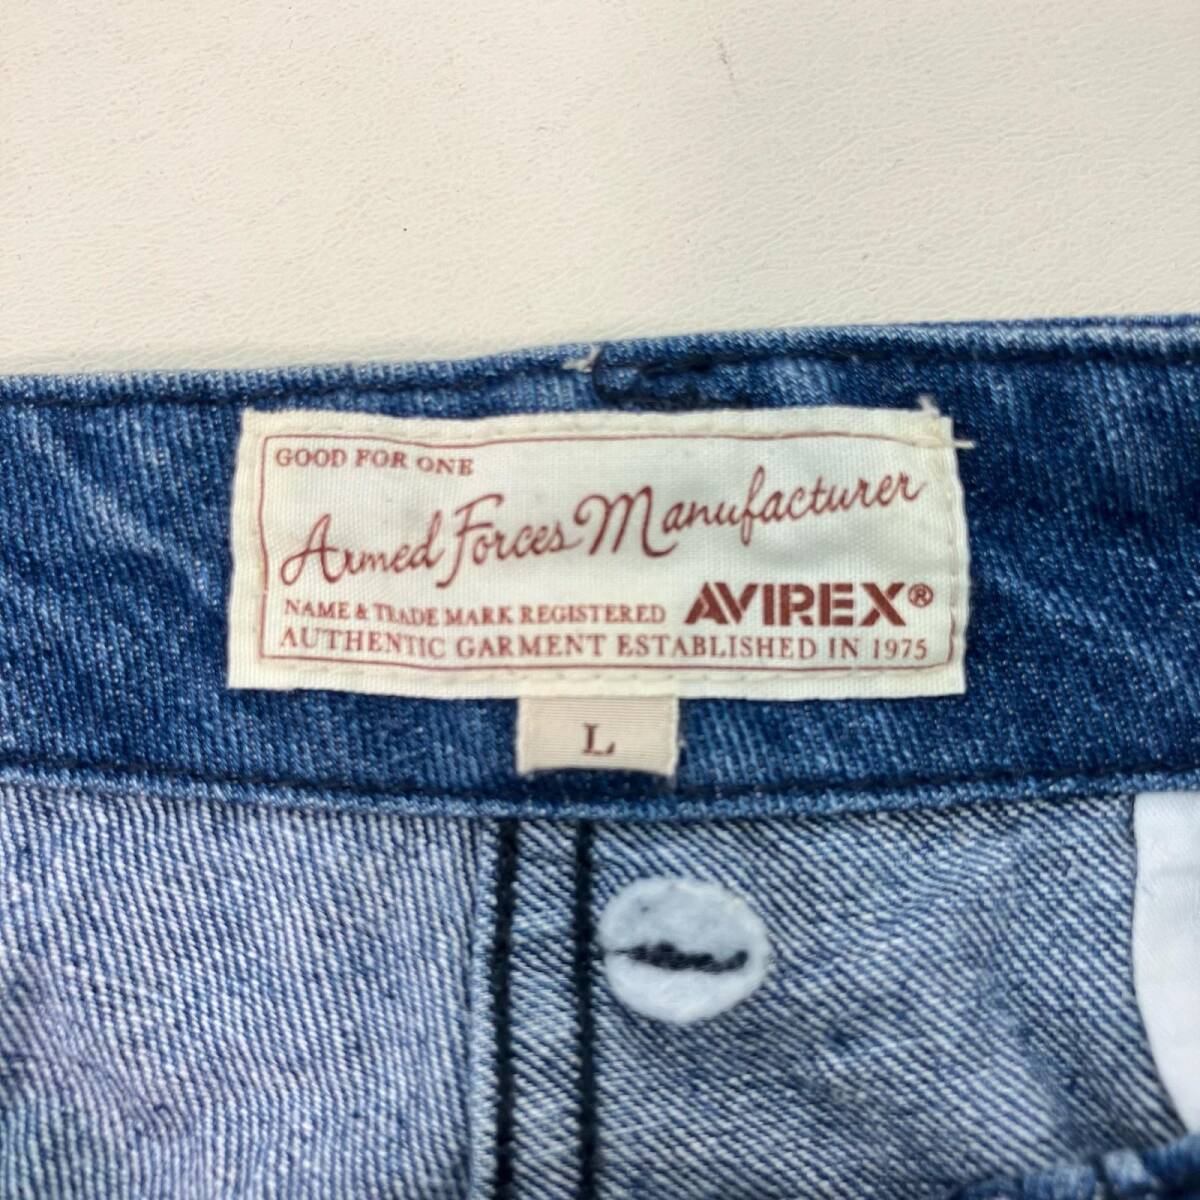 GOOD FOR ONE
Armed Forces Manufacturer
NAME & TRADE MARK REGISTERED AVIREX®
AUTHENTIC GARMENT ESTABLISHED IN 1975
L